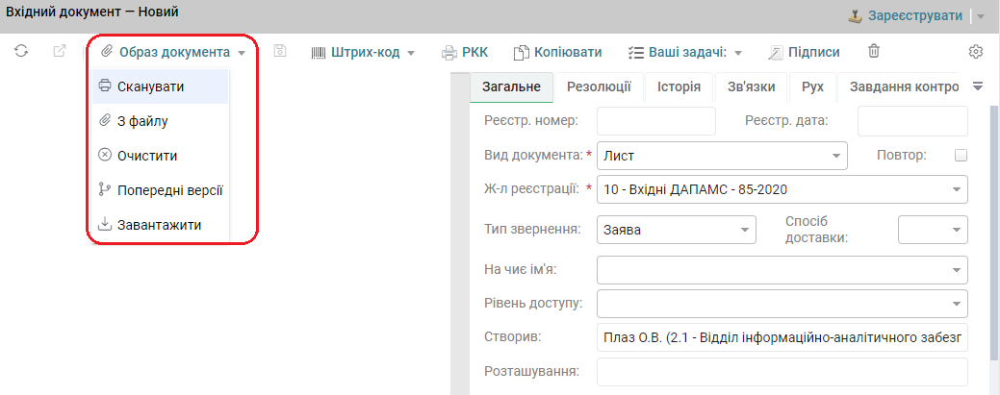 Вхідний документ — Новий
Зареєструвати
Образ документа
Штрих-код
РКК
Копіювати
Ваші задачі:
Підписи
Сканувати
З файлу
Очистити
Попередні версії
Завантажити
Загальне
Резолюції
Історія
Зв'язки
Рух
Завдання контро
Реєстр. номер:
Реєстр. дата:
Вид документа: * Лист
Повтор:
Ж-л реєстрації: * 10 - Вхідні ДАПАМС - 85-2020
Тип звернення: Заява
Спосіб
доставки:
На чиє ім'я:
Рівень доступу:
Створив: Плаз О.В. (2.1 - Відділ інформаційно-аналітичного забезг
Розташування: